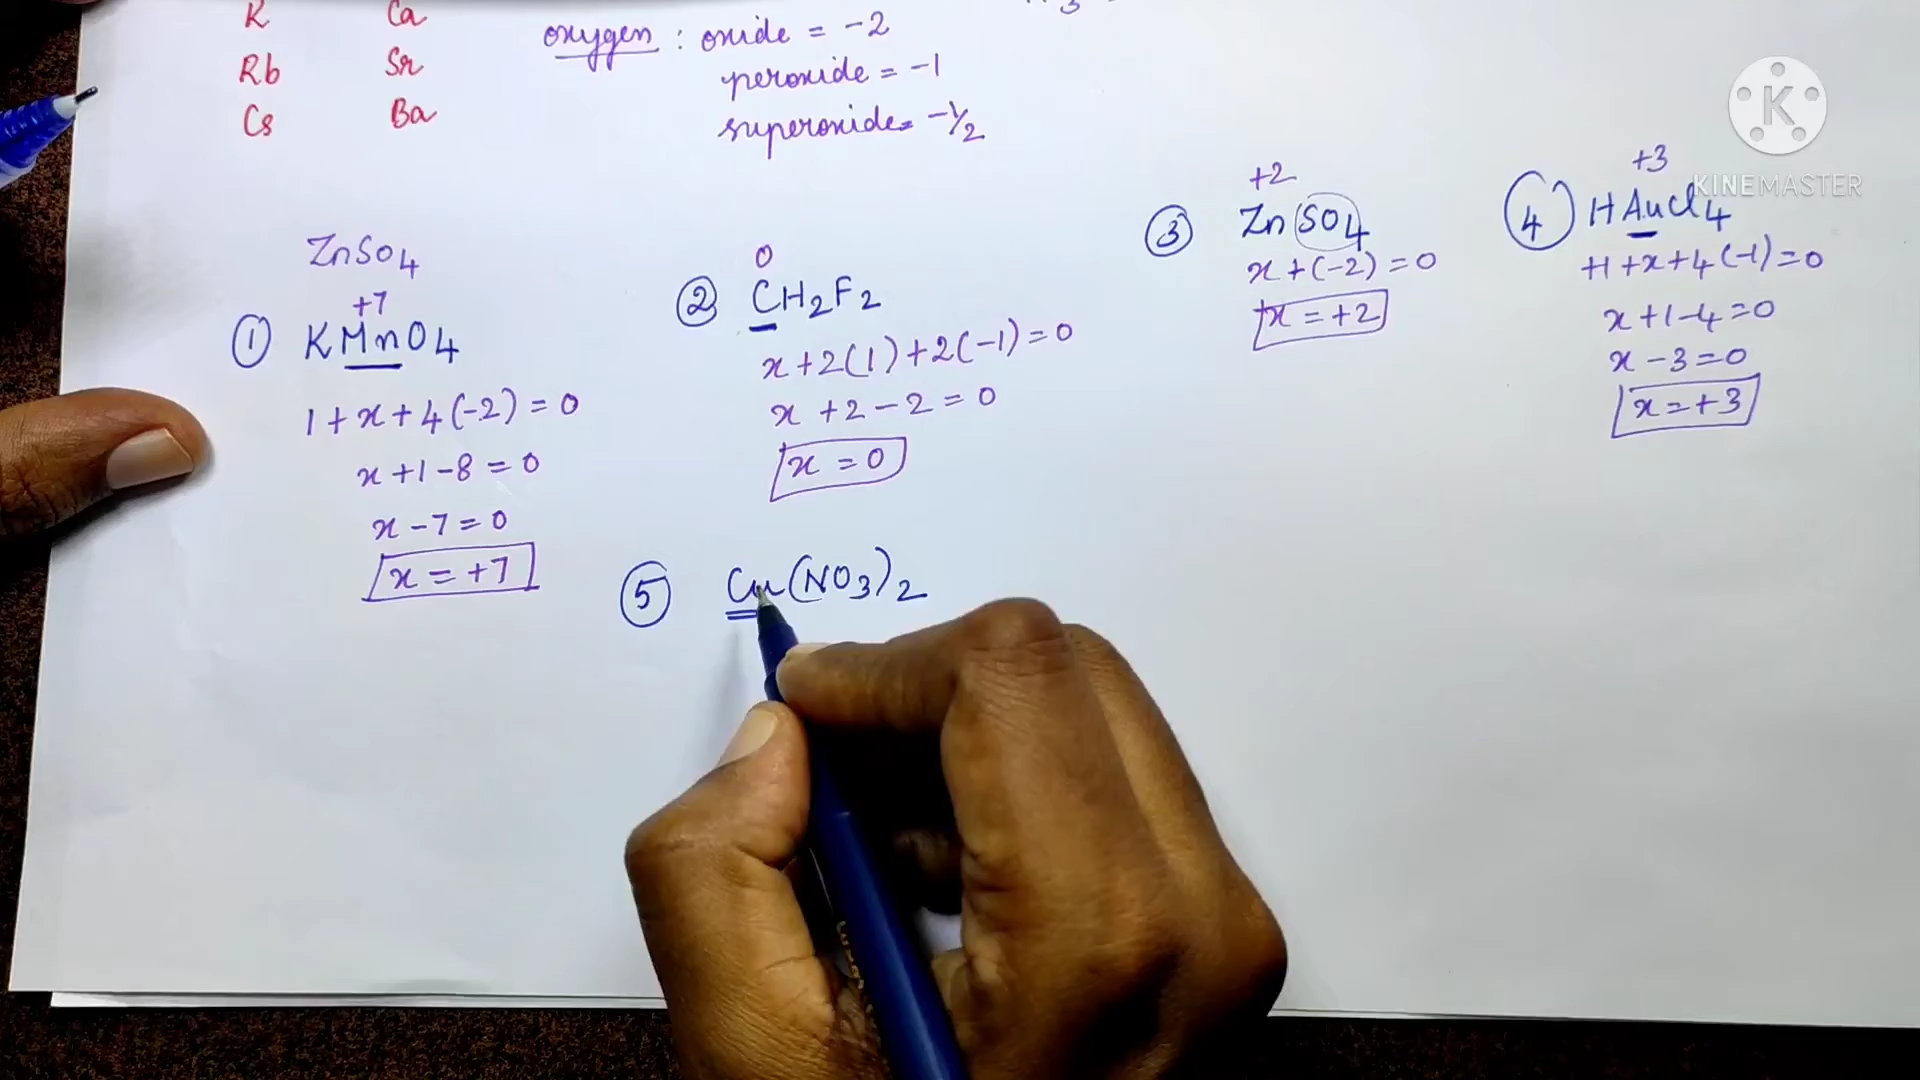 K Ca
Rb Sr
Cs Ba
oxygen : oxide = -2
peroxide = -1
superoxide = -1/2
K
KINEMASTER
ZnSO4
+7
① KMnO4
1 + x + 4(-2) = 0
x + 1 - 8 = 0
x - 7 = 0
x = +7
0
② CH2F2
x + 2(1) + 2(-1) = 0
x + 2 - 2 = 0
x = 0
+2
③ Zn(SO4
x + (-2) = 0
x = +2
+3
④ HAuCl4
+1 + x + 4(-1) = 0
x + 1 - 4 = 0
x - 3 = 0
x = +3
⑤ Cu(NO3)2